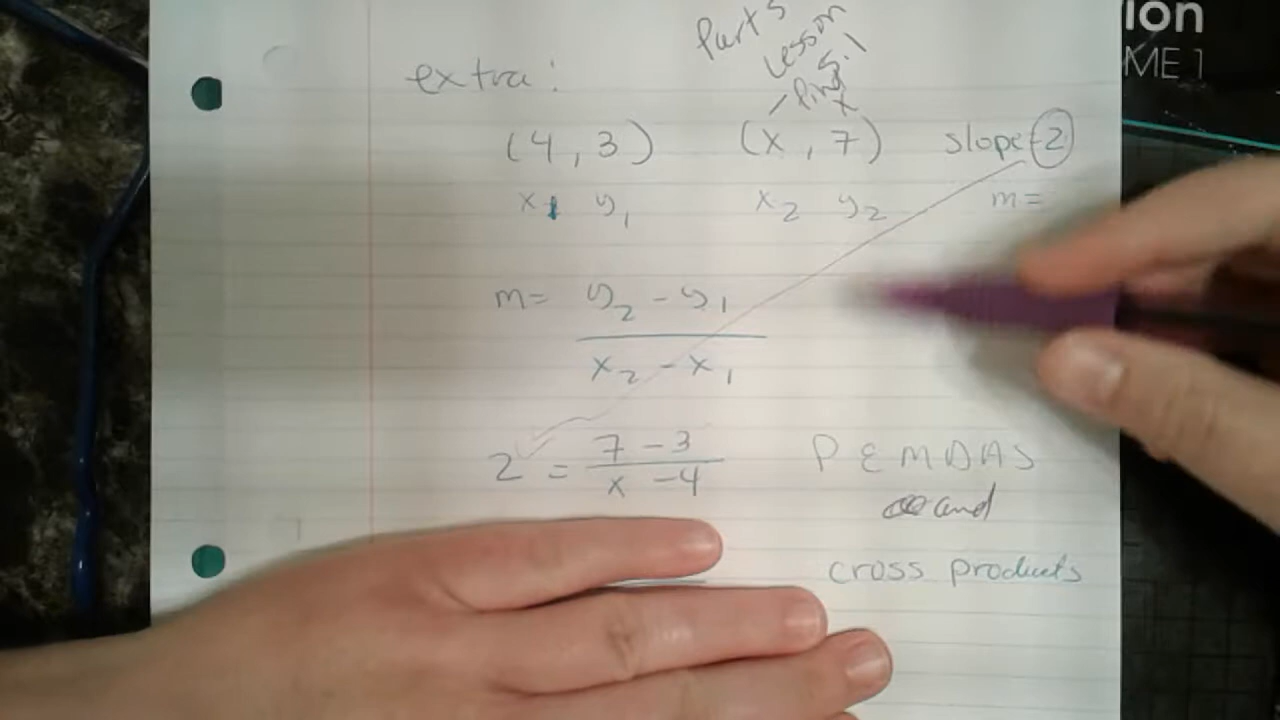 Part 5
Lesson
5.1
- find
x
extra:
(4, 3) (x, 7) slope=2
x1 y1 x2 y2 m=
m= y2 - y1
x2 - x1
2 = 7 - 3
x - 4
PEMDAS
and
cross products
ion
ME 1